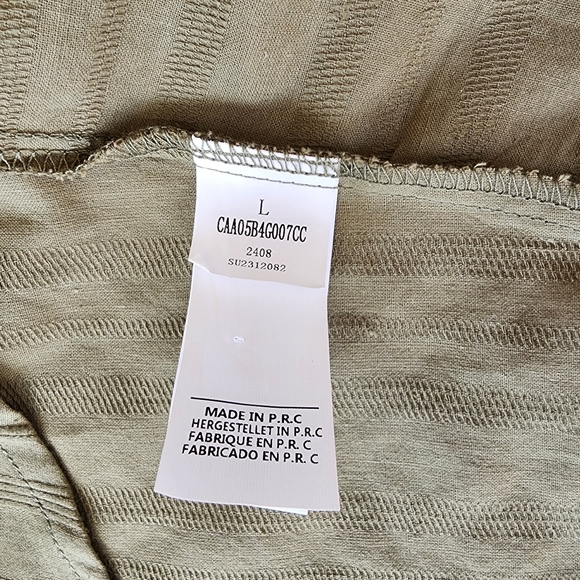 L
CAA05B4G007CC
2408
SU2312082
MADE IN P.R.C
HERGESTELLET IN P.R.C
FABRIQUE EN P.R. C
FABRICADO EN P.R. C